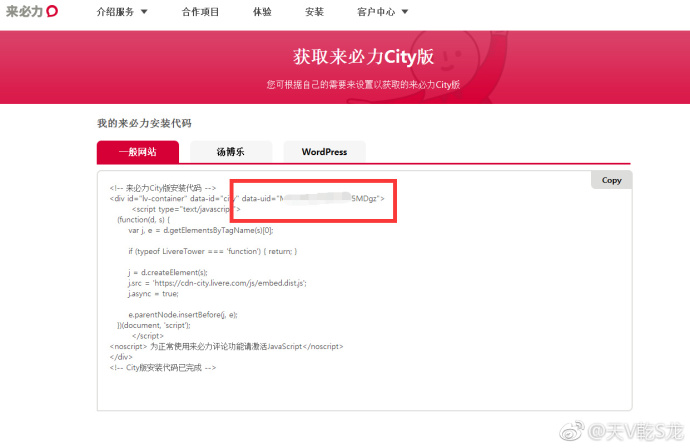 来必力
介绍服务 合作项目 体验 安装 客户中心
获取来必力City版
您可根据自己的需要来设置以获取的来必力City版
我的来必力安装代码
一般网站 汤博乐 WordPress
Copy
<!-- 来必力City版安装代码 -->
<div id="lv-container" data-id="city" data-uid="M SMDgz">
<script type="text/javascript">
(function(d, s) {
var j, e = d.getElementsByTagName(s)[0];
if (typeof LivereTower === 'function') { return; }
j = d.createElement(s);
j.src = 'https://cdn-city.livere.com/js/embed.dist.js';
j.async = true;
e.parentNode.insertBefore(j, e);
})(document, 'script');
</script>
<noscript> 为正常使用来必力评论功能请激活JavaScript</noscript>
</div>
<!-- City版安装代码已完成 -->
@天V乾S龙